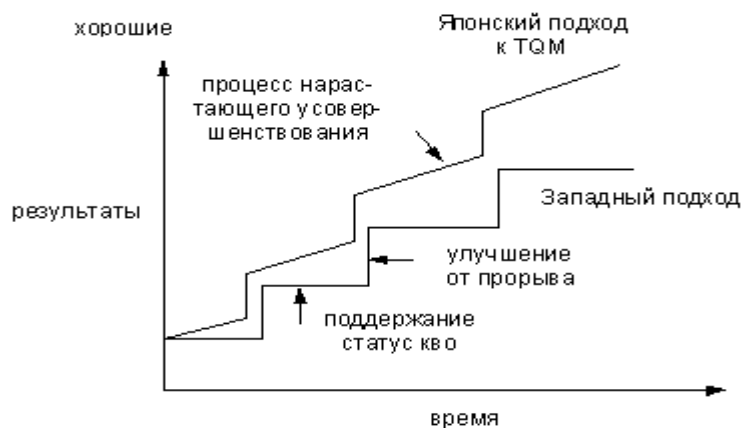 хорошие
Японский подход
к TQM
процесс нарас-
тающего усовер-
шенствования
результаты
Западный подход
улучшение
от прорыва
поддержание
статус кво
время